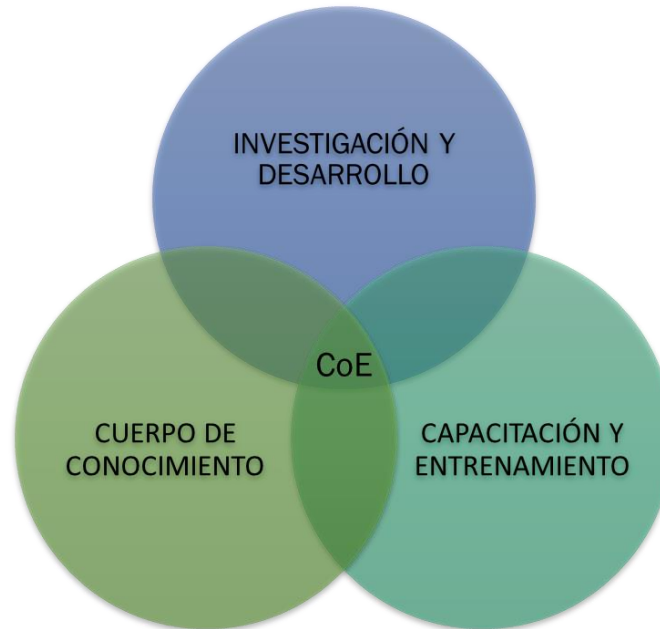 INVESTIGACIÓN Y
DESARROLLO
CoE
CUERPO DE
CONOCIMIENTO
CAPACITACIÓN Y
ENTRENAMIENTO